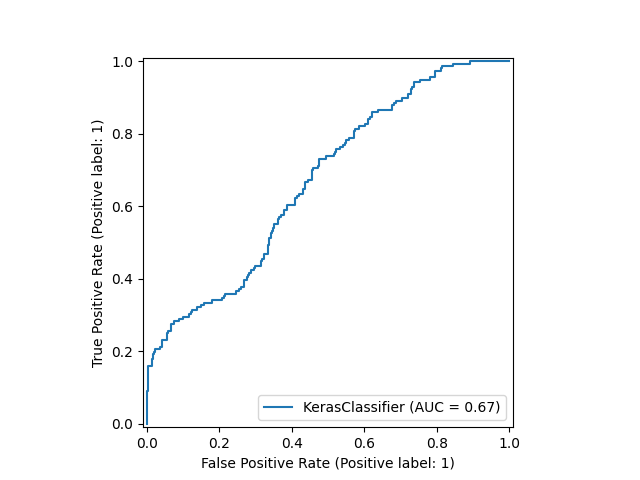 1.0
0.8
0.6
0.4
0.2
0.0
True Positive Rate (Positive label: 1)
KerasClassifier (AUC = 0.67)
0.0 0.2 0.4 0.6 0.8 1.0
False Positive Rate (Positive label: 1)